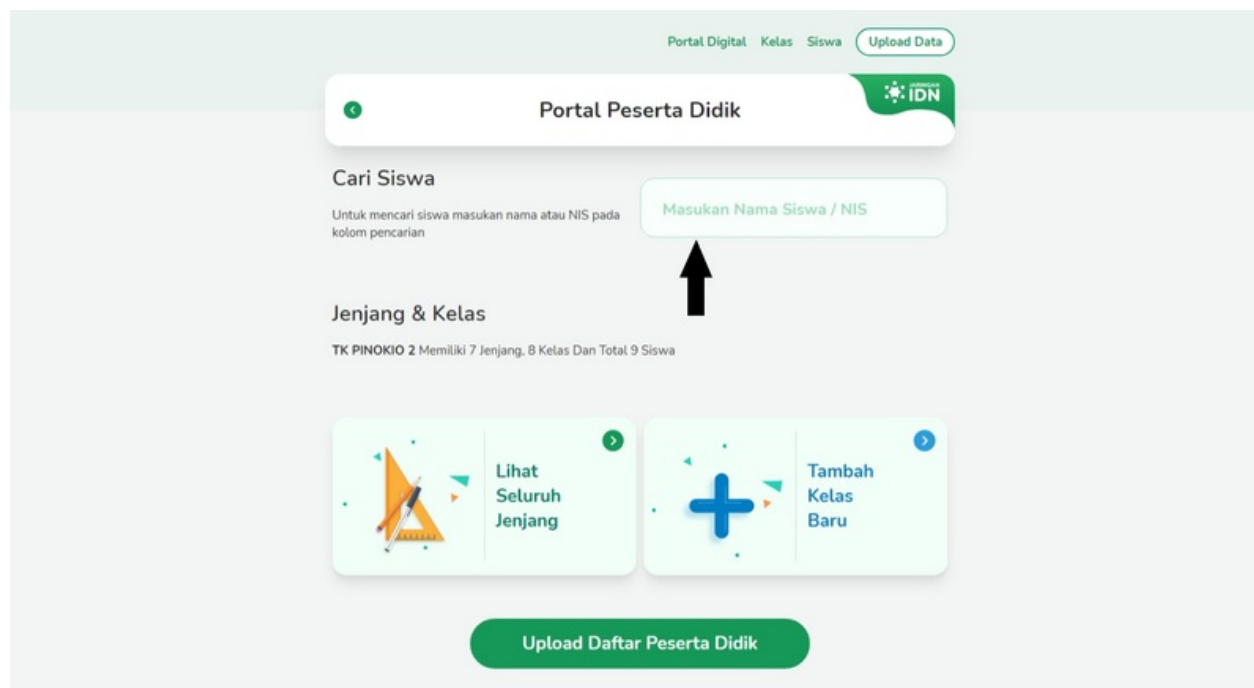 Portal Digital Kelas Siswa Upload Data
JARINGAN
IDN
Portal Peserta Didik
Cari Siswa
Untuk mencari siswa masukan nama atau NIS pada
kolom pencarian
Masukan Nama Siswa / NIS
Jenjang & Kelas
TK PINOKIO 2 Memiliki 7 Jenjang, 8 Kelas Dan Total 9 Siswa
Lihat
Seluruh
Jenjang
Tambah
Kelas
Baru
Upload Daftar Peserta Didik